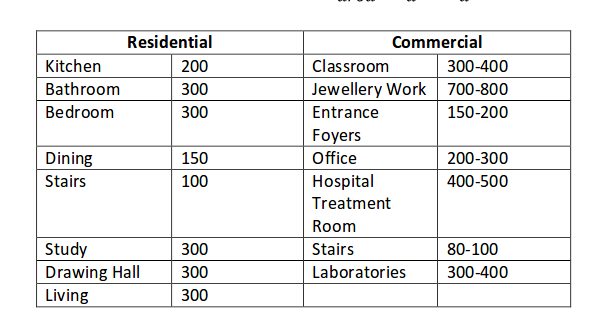 Residential Commercial
Kitchen 200 Classroom 300-400
Bathroom 300 Jewellery Work 700-800
Bedroom 300 Entrance 150-200
Foyers
Dining 150 Office 200-300
Stairs 100 Hospital 400-500
Treatment
Room
Study 300 Stairs 80-100
Drawing Hall 300 Laboratories 300-400
Living 300